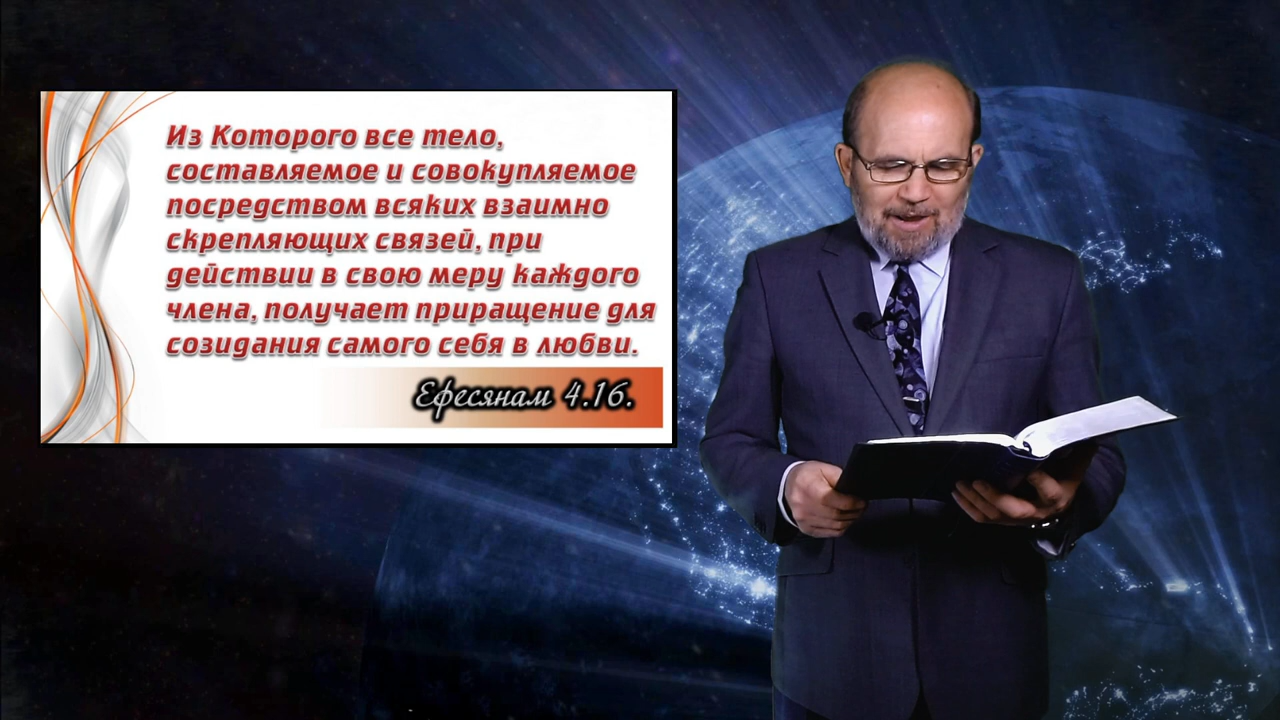 Из Которого все тело,
составляемое и совокупляемое
посредством всяких взаимно
скрепляющих связей, при
действии в свою меру каждого
члена, получает приращение для
созидания самого себя в любви.
Ефесянам 4.16.